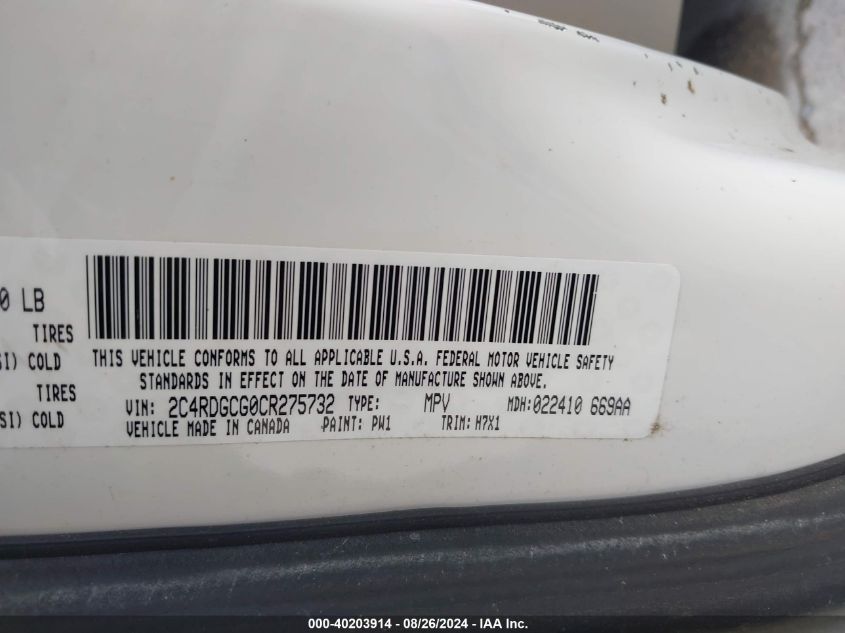 0 LB
TIRES
SI) COLD
TIRES
SI) COLD
THIS VEHICLE CONFORMS TO ALL APPLICABLE U.S.A. FEDERAL MOTOR VEHICLE SAFETY
STANDARDS IN EFFECT ON THE DATE OF MANUFACTURE SHOWN ABOVE.
VIN: 2C4RDGCG0CR275732 TYPE: MPV MDH:022410 669AA
VEHICLE MADE IN CANADA PAINT: PW1 TRIM: H7X1
000-40203914 - 08/26/2024 - IAA Inc.